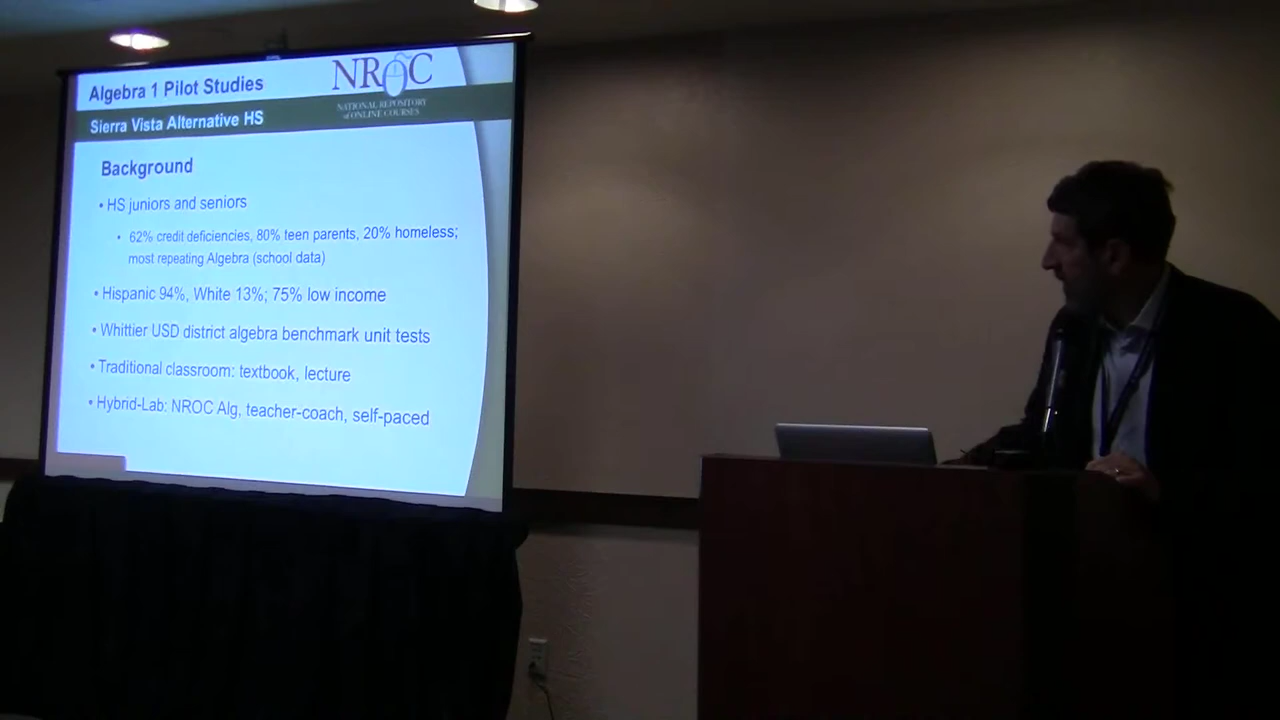 Algebra 1 Pilot Studies
NROC
NATIONAL REPOSITORY
of ONLINE COURSES
Sierra Vista Alternative HS
Background
• HS juniors and seniors
• 62% credit deficiencies, 80% teen parents, 20% homeless;
most repeating Algebra (school data)
• Hispanic 94%, White 13%; 75% low income
• Whittier USD district algebra benchmark unit tests
• Traditional classroom: textbook, lecture
• Hybrid-Lab: NROC Alg, teacher-coach, self-paced